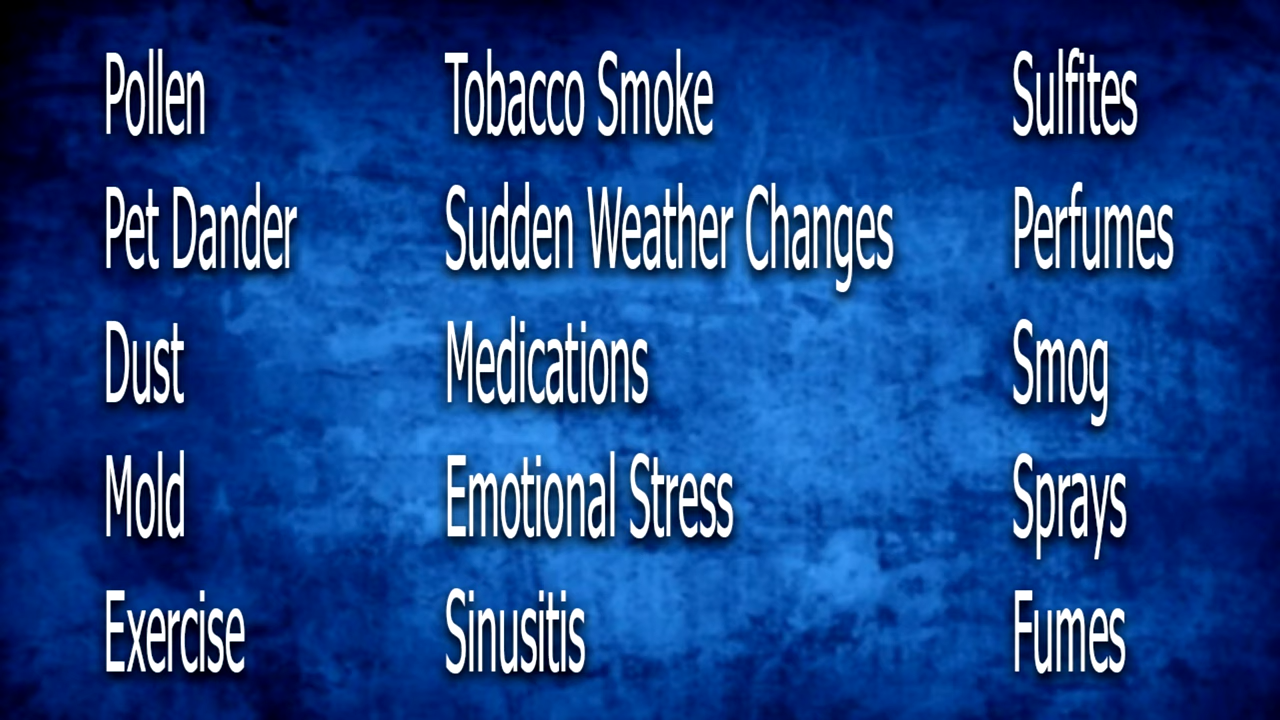 Pollen
Pet Dander
Dust
Mold
Exercise
Tobacco Smoke
Sudden Weather Changes
Medications
Emotional Stress
Sinusitis
Sulfites
Perfumes
Smog
Sprays
Fumes